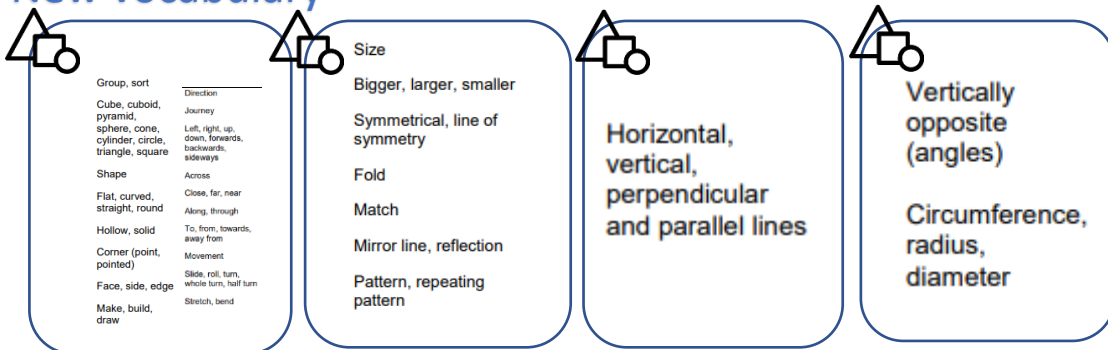 New Vocabulary
Group, sort
Cube, cuboid,
pyramid,
sphere, cone,
cylinder, circle,
triangle, square
Shape
Flat, curved,
straight, round
Hollow, solid
Corner (point,
pointed)
Face, side, edge
Make, build,
draw
Direction
Journey
Left, right, up,
down, forwards,
backwards,
sideways
Across
Close, far, near
Along, through
To, from, towards,
away from
Movement
Slide, roll, turn,
whole turn, half turn
Stretch, bend
Size
Bigger, larger, smaller
Symmetrical, line of
symmetry
Fold
Match
Mirror line, reflection
Pattern, repeating
pattern
Horizontal,
vertical,
perpendicular
and parallel lines
Vertically
opposite
(angles)
Circumference,
radius,
diameter